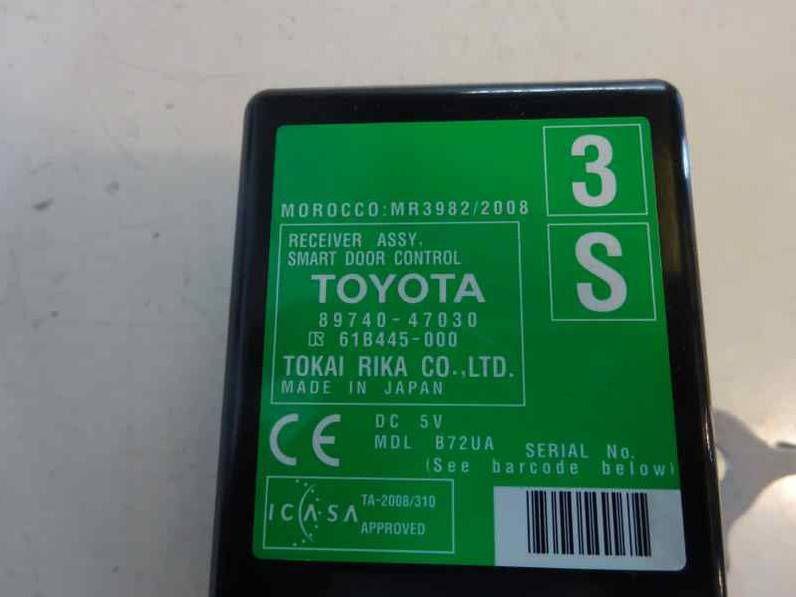 3
MOROCCO:MR3982/2008
S
RECEIVER ASSY,
SMART DOOR CONTROL
TOYOTA
89740-47030
61B445-000
TOKAI RIKA CO.,LTD.
MADE IN JAPAN
CE
DC 5V
MDL B72UA SERIAL No.
(See barcode below)
ICASA TA-2008/310
APPROVED